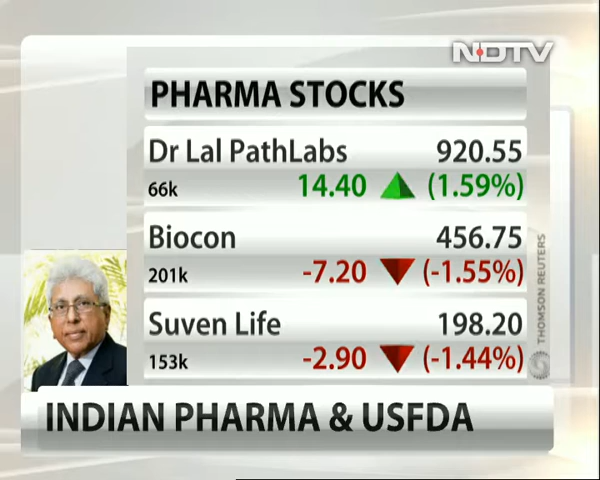 NDTV
PHARMA STOCKS
Dr Lal PathLabs 920.55
66k 14.40 (1.59%)
Biocon 456.75
201k -7.20 (-1.55%)
Suven Life 198.20
153k -2.90 (-1.44%)
THOMSON REUTERS
INDIAN PHARMA & USFDA